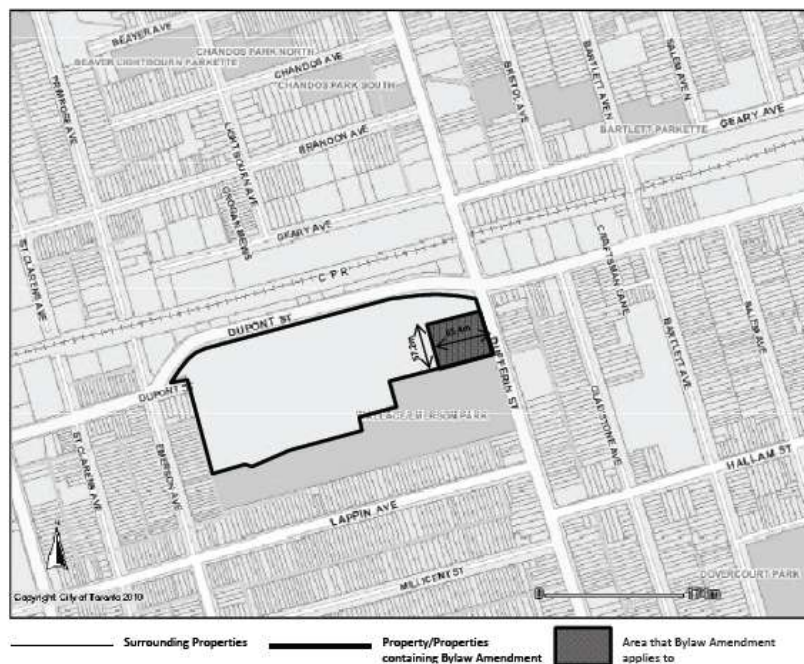 BEAVER AVE
CHANDOS PARK NORTH
BEAVER LIGHTBOURN PARKETTE
CHANDOS AVE
CHANDOS PARK SOUTH
PRIMROSE AVE
LIGHTBOURN AVE
BRANDON AVE
CROGAN MEWS
GEARY AVE
BRISTOL AVE
BARTLETT AVE N
SALEM AVE N
BARTLETT PARKETTE
GEARY AVE
ST CLARENS AVE
CPR
DUPONT ST
DUFFERIN ST
CRAFTSMAN LANE
BARTLETT AVE
SALEM AVE
GLADSTONE AVE
DUPONT
ST CLARENS AVE
EMERSON AVE
PARK
LAPPIN AVE
HALLAM ST
MILLICENT ST
DOVERCOURT PARK
N
0
Copyright: City of Toronto 2010
Surrounding Properties
Property/Properties
containing Bylaw Amendment
Area that Bylaw Amendment
applies to